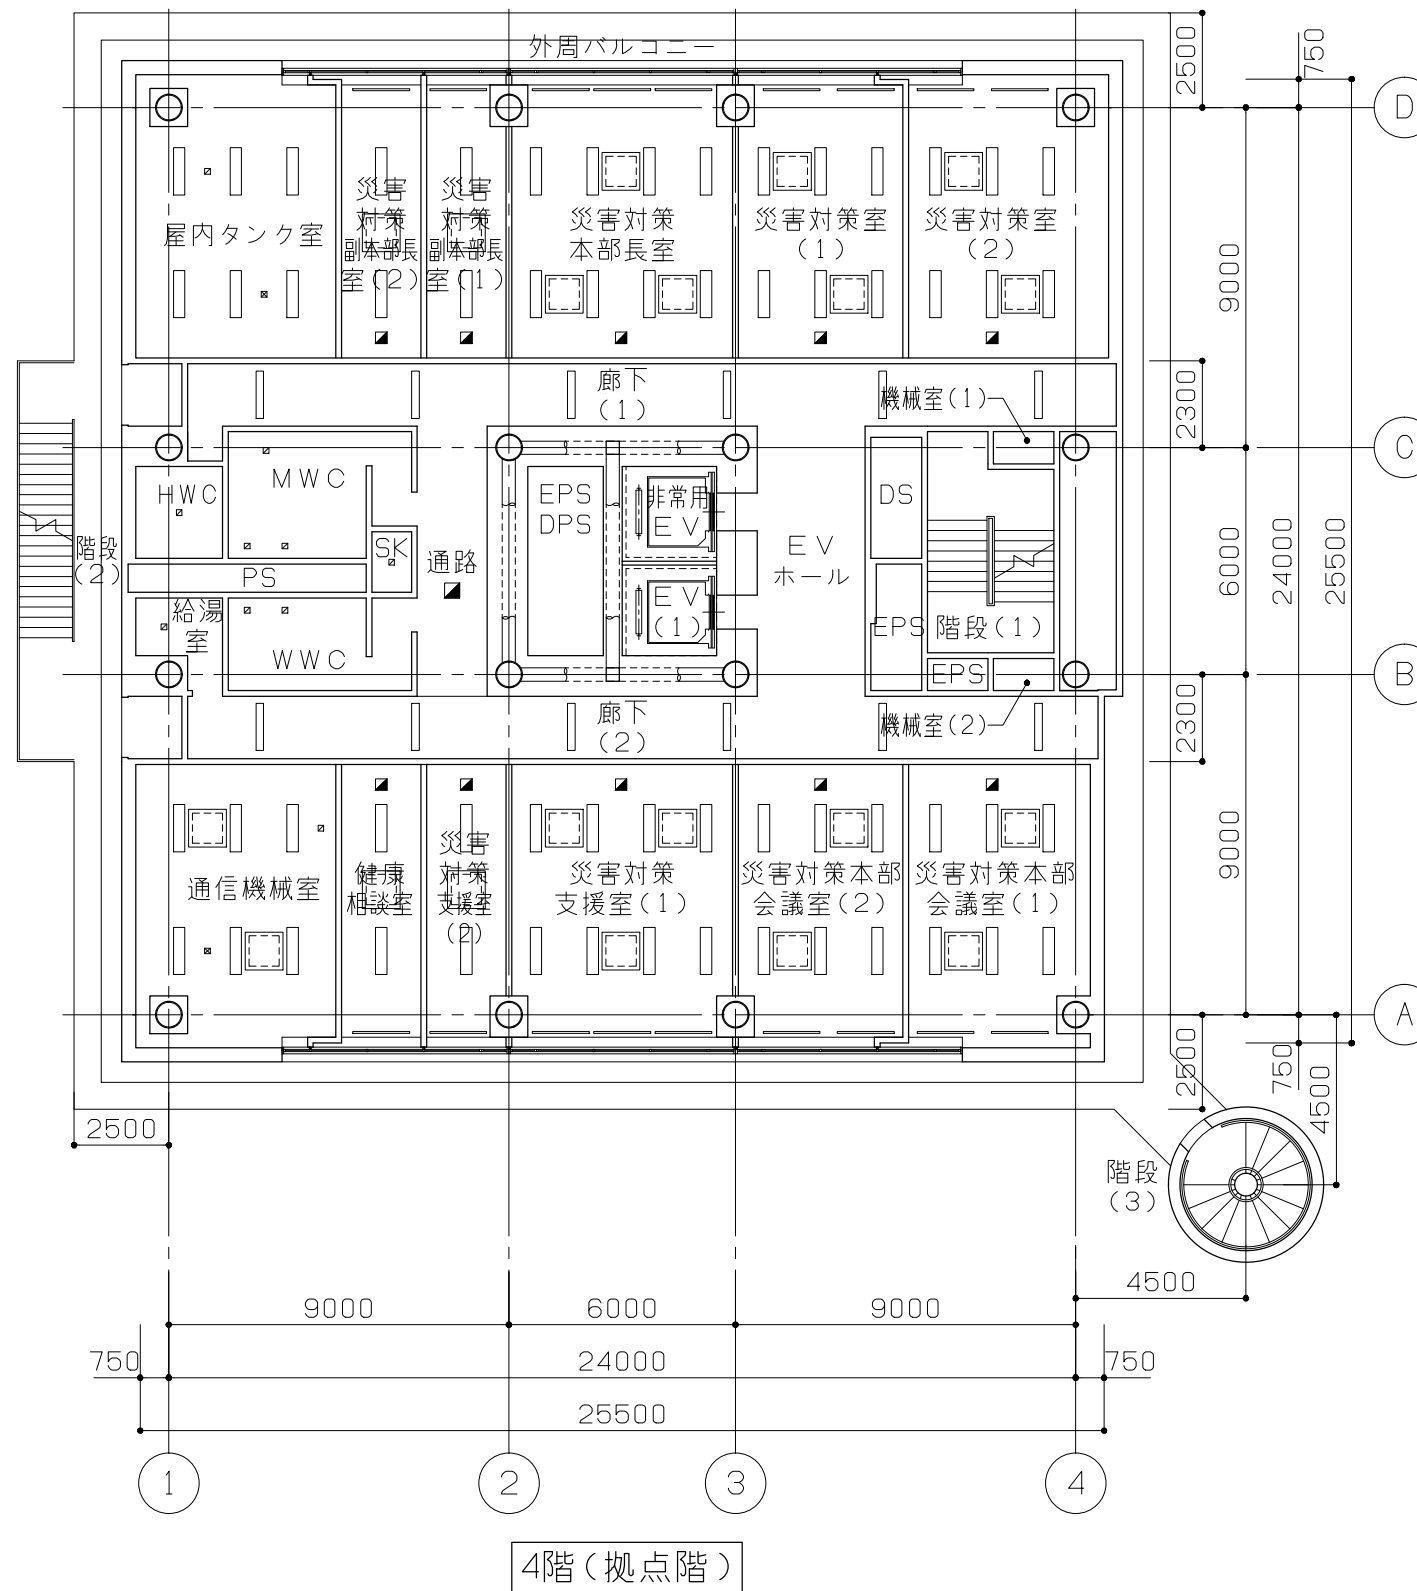 外周バルコニー
2500
750
D
屋内タンク室
災害
対策
副本部長
室(2)
災害
対策
副本部長
室(1)
災害対策
本部長室
災害対策室
(1)
災害対策室
(2)
9000
廊下
(1)
機械室(1)
2300
C
HWC
MWC
EPS
DPS
非常用
EV
DS
EV
ホール
階段
(2)
SK
通路
PS
6000
24000
25500
給湯
室
WWC
EV
(1)
EPS
階段(1)
EPS
B
廊下
(2)
機械室(2)
2300
通信機械室
健康
相談室
災害
対策
支援室
(2)
災害対策
支援室(1)
災害対策本部
会議室(2)
災害対策本部
会議室(1)
9000
A
2500
750
4500
2500
階段
(3)
4500
9000
6000
9000
750
24000
750
25500
1
2
3
4
4階(拠点階)